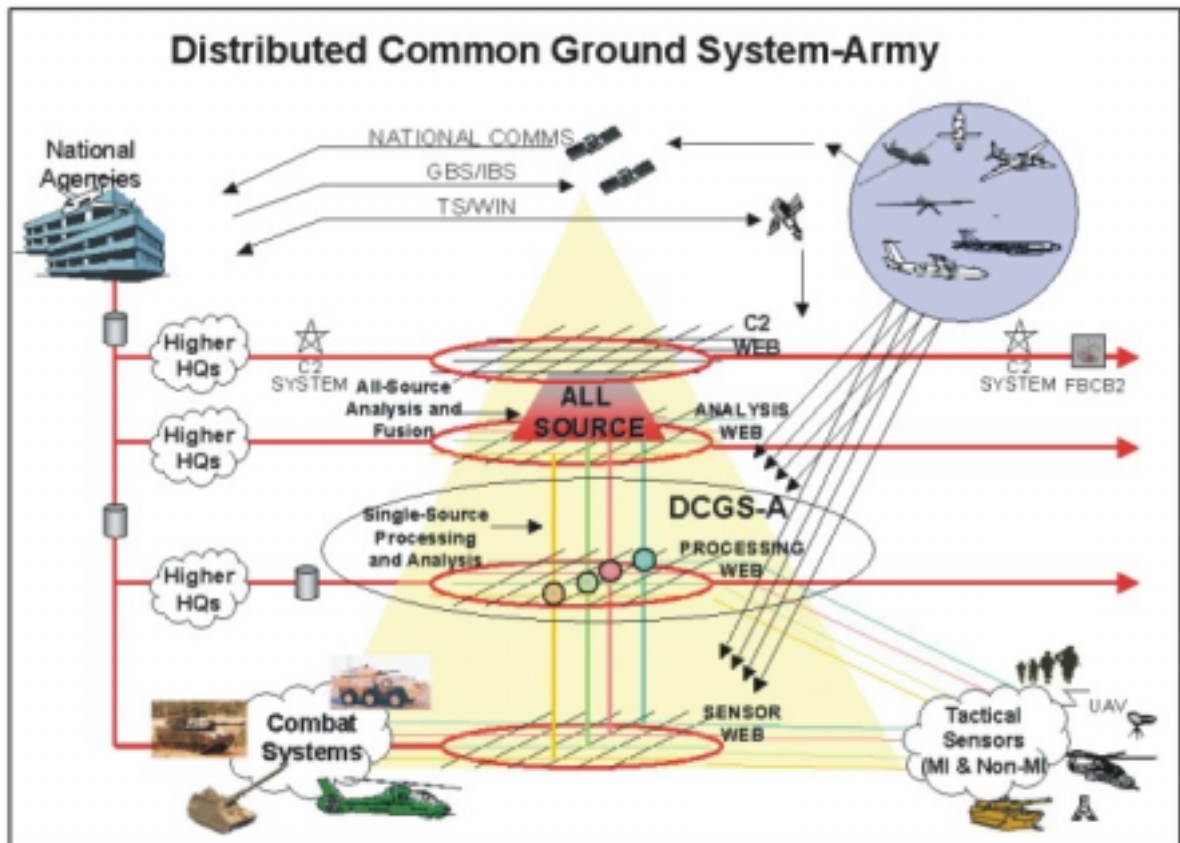 Distributed Common Ground System-Army
National
Agencies
NATIONAL COMMS
GBS/IBS
TS/WIN
C2
WEB
Higher
HQs
C2
SYSTEM
C2
SYSTEM
FBCB2
All-Source
Analysis and
Fusion
ALL
SOURCE
ANALYSIS
WEB
Higher
HQs
DCGS-A
Single-Source
Processing
and Analysis
PROCESSING
WEB
Higher
HQs
Combat
Systems
SENSOR
WEB
Tactical
Sensors
(MI & Non-MI
UAV